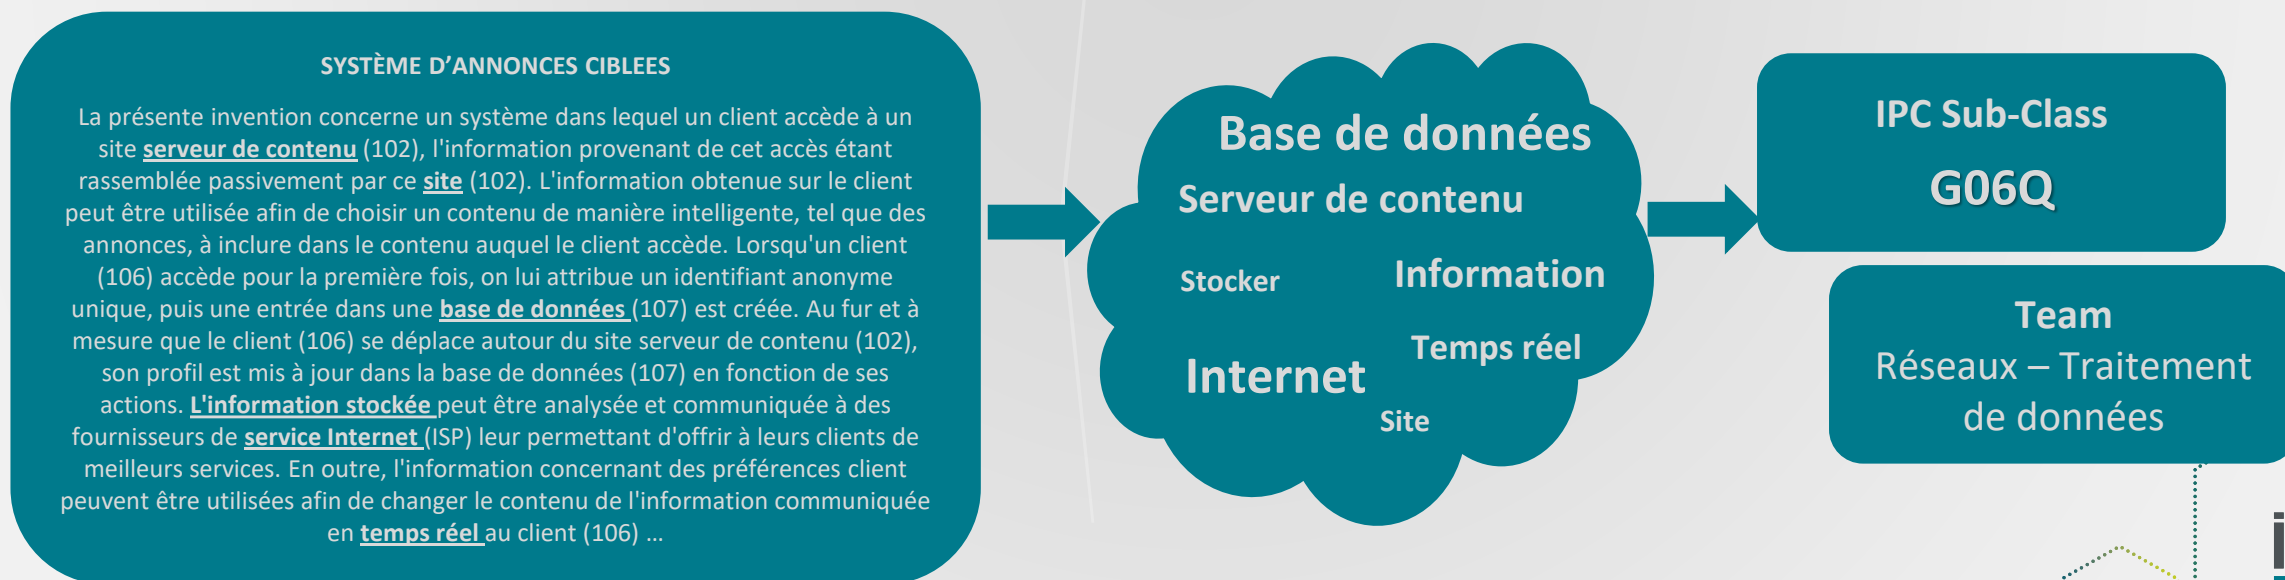 SYSTÈME D'ANNONCES CIBLEES
La présente invention concerne un système dans lequel un client accède à un
site serveur de contenu (102), l'information provenant de cet accès étant
rassemblée passivement par ce site (102). L'information obtenue sur le client
peut être utilisée afin de choisir un contenu de manière intelligente, tel que des
annonces, à inclure dans le contenu auquel le client accède. Lorsqu'un client
(106) accède pour la première fois, on lui attribue un identifiant anonyme
unique, puis une entrée dans une base de données (107) est créée. Au fur et à
mesure que le client (106) se déplace autour du site serveur de contenu (102),
son profil est mis à jour dans la base de données (107) en fonction de ses
actions. L'information stockée peut être analysée et communiquée à des
fournisseurs de service Internet (ISP) leur permettant d'offrir à leurs clients de
meilleurs services. En outre, l'information concernant des préférences client
peuvent être utilisées afin de changer le contenu de l'information communiquée
en temps réel au client (106) ...
Base de données
Serveur de contenu
Stocker
Information
Temps réel
Internet
Site
IPC Sub-Class
G06Q
Team
Réseaux – Traitement
de données